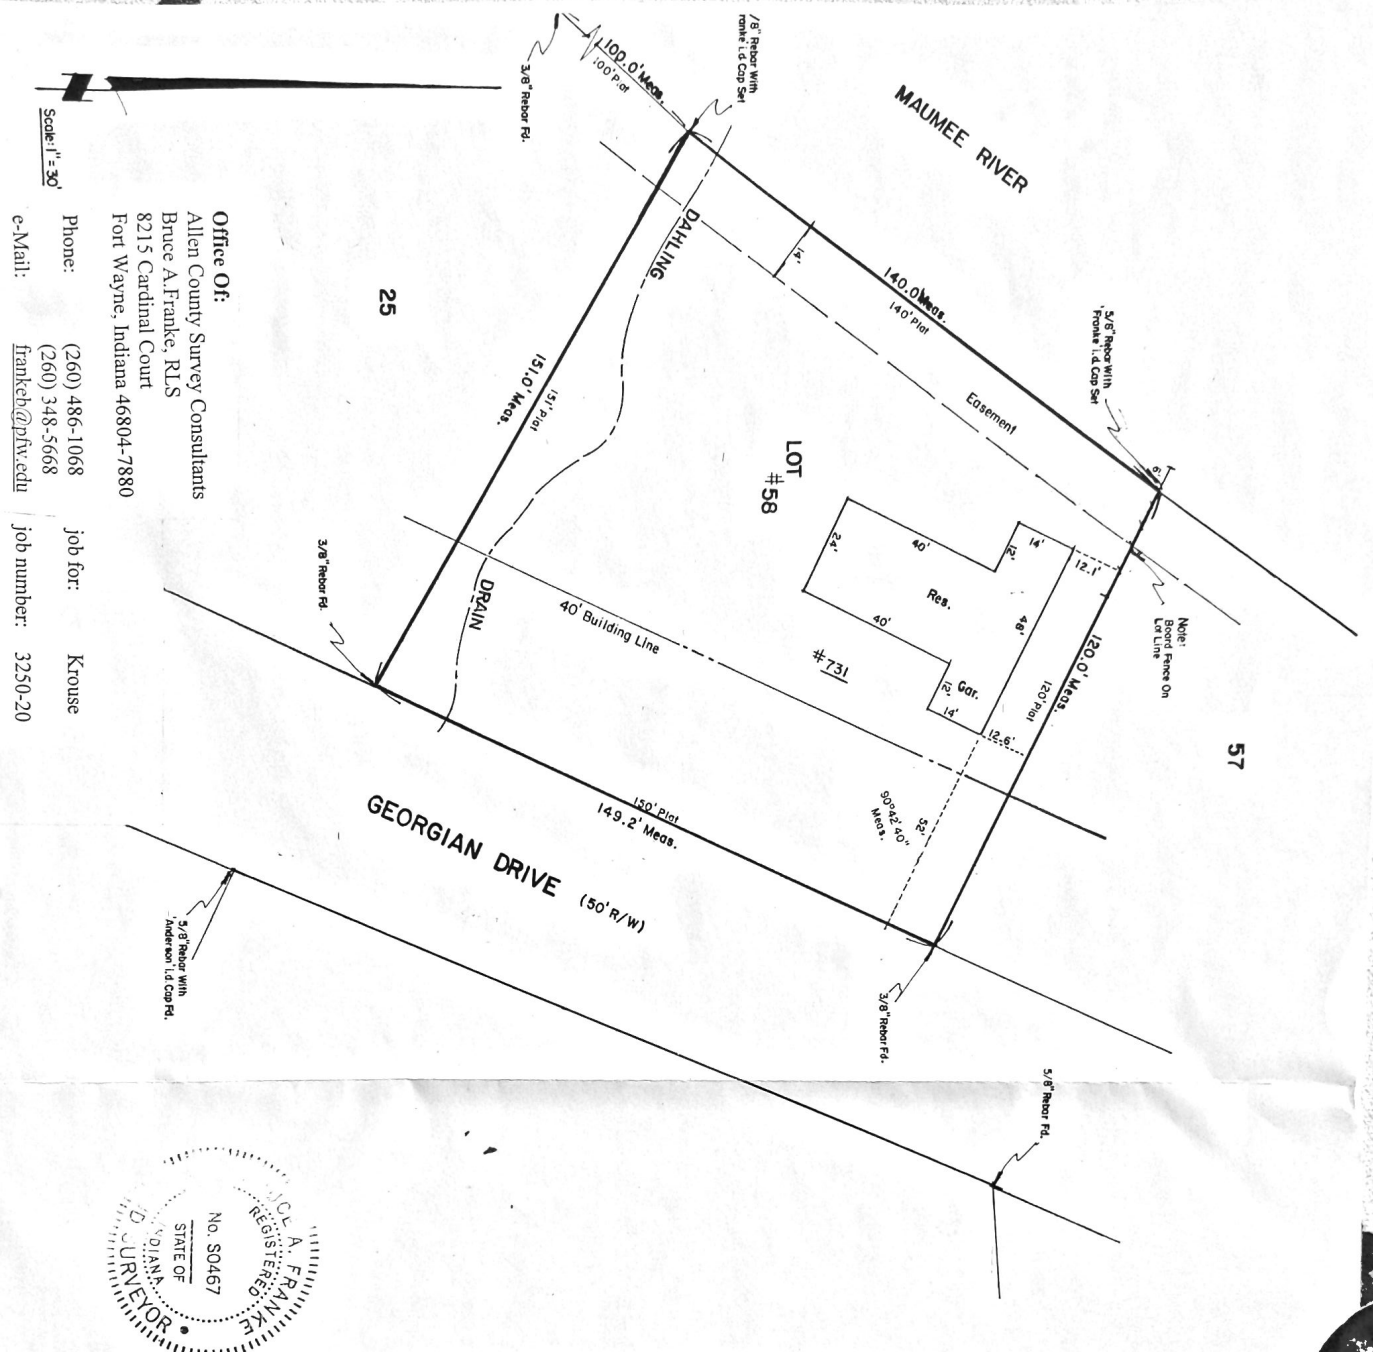 MAUMEE RIVER
/8" Rebar With
ranke' i.d. Cap Set
100.0' Meas.
100' Plat
3/8" Rebar Fd.
DAHLING
DRAIN
14'
140.0' Meas.
140' Plat
5/8" Rebar With
'Franke' i.d. Cap Set
6'
Easement
Note:
Board Fence On
Lot Line
57
25
151.0' Meas.
151' Plat
LOT
#58
24'
40'
12'
14'
12.1'
Res.
48'
40'
#731
12'
Gar.
14'
12.6'
120.0' Meas.
120' Plat
40' Building Line
52'
90°42'40"
Meas.
3/8" Rebar Fd.
150' Plat
149.2' Meas.
3/8" Rebar Fd.
GEORGIAN DRIVE (50' R/W)
5/8" Rebar With
'Anderson' i.d. Cap Fd.
5/8" Rebar Fd.
Scale: 1" = 30'
Office Of:
Allen County Survey Consultants
Bruce A.Franke, RLS
8215 Cardinal Court
Fort Wayne, Indiana 46804-7880
Phone: (260) 486-1068 job for: Krouse
(260) 348-5668
e-Mail: frankeb@pfw.edu job number: 3250-20
UCE A. FRANKE
REGISTERED
No. S0467
STATE OF
NDIANA
D SURVEYOR